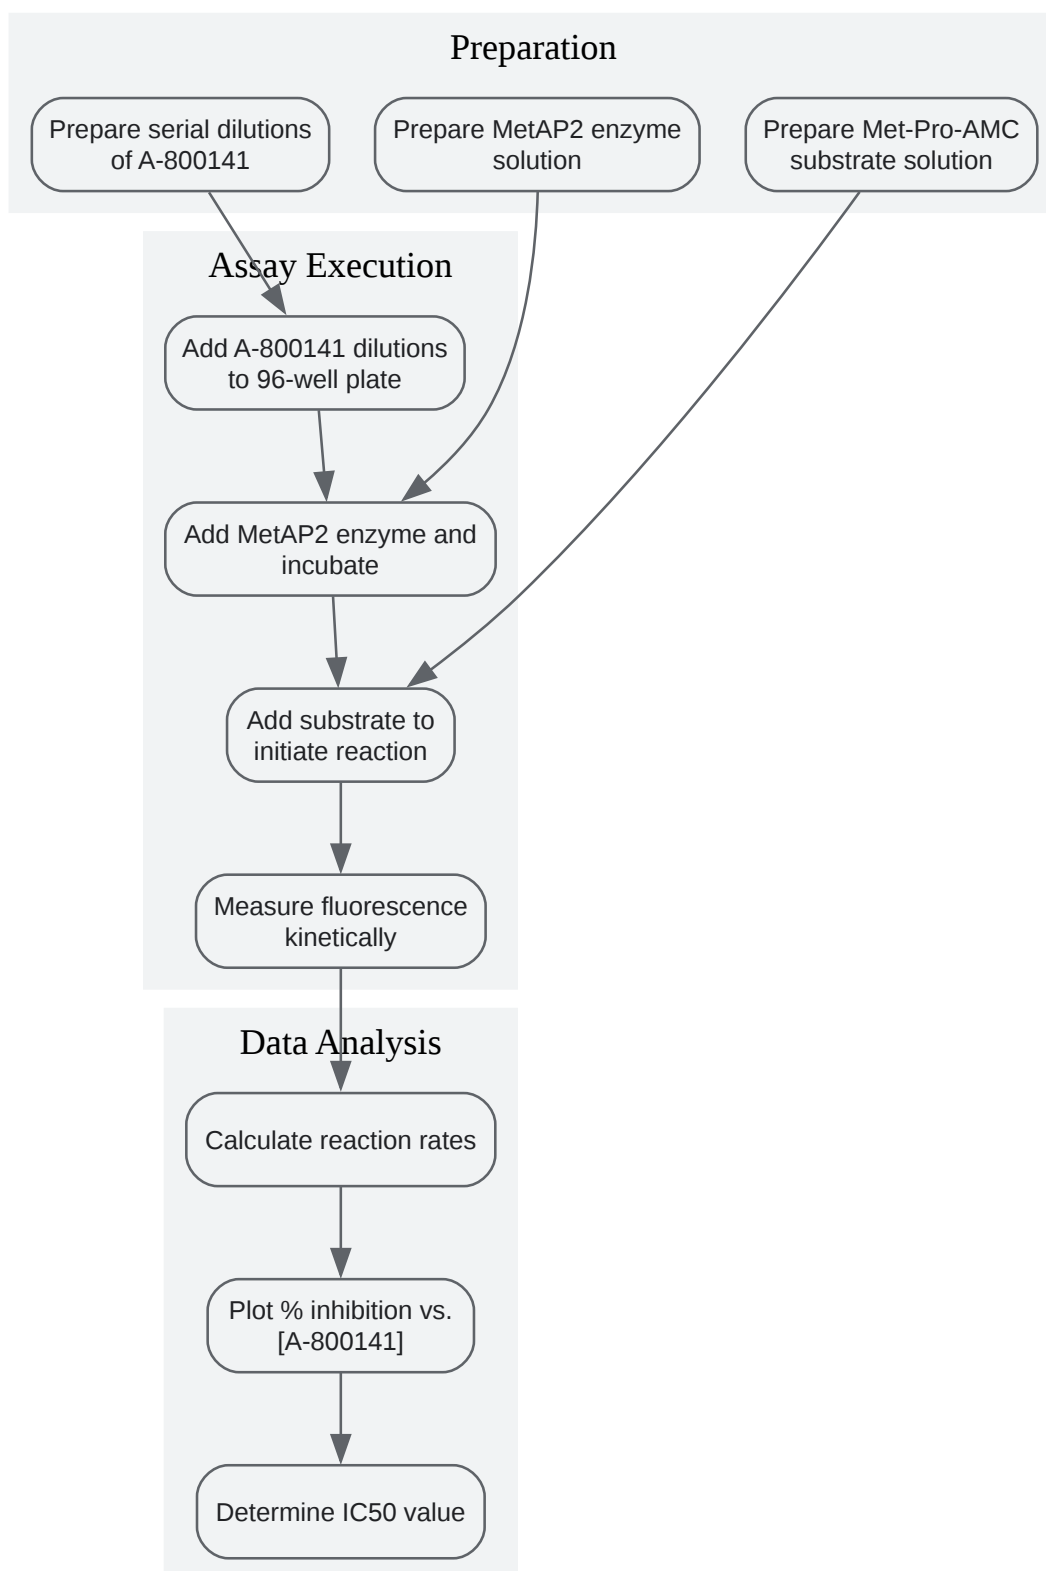 Preparation
Prepare serial dilutions
of A-800141
Prepare MetAP2 enzyme
solution
Prepare Met-Pro-AMC
substrate solution
Assay Execution
Add A-800141 dilutions
to 96-well plate
Add MetAP2 enzyme and
incubate
Add substrate to
initiate reaction
Measure fluorescence
kinetically
Data Analysis
Calculate reaction rates
Plot % inhibition vs.
[A-800141]
Determine IC50 value